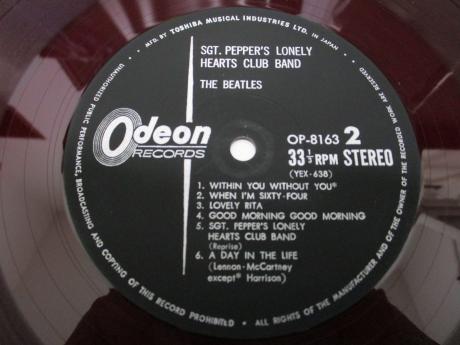 MFD. BY TOSHIBA MUSICAL INDUSTRIES LTD. IN JAPAN
SGT. PEPPER'S LONELY
HEARTS CLUB BAND
THE BEATLES
Odeon
RECORDS
OP-8163 2
33⅓ RPM STEREO
(YEX-638)
1. WITHIN YOU WITHOUT YOU®
2. WHEN I'M SIXTY-FOUR
3. LOVELY RITA
4. GOOD MORNING GOOD MORNING
5. SGT. PEPPER'S LONELY
HEARTS CLUB BAND
(Reprise)
6. A DAY IN THE LIFE
(Lennon-McCartney
except® Harrison)
UNAUTHORIZED PUBLIC PERFORMANCE, BROADCASTING AND COPYING OF THIS RECORD PROHIBITED • ALL RIGHTS OF THE MANUFACTURER AND OF THE OWNER OF THE RECORDED WORK ARE RESERVED